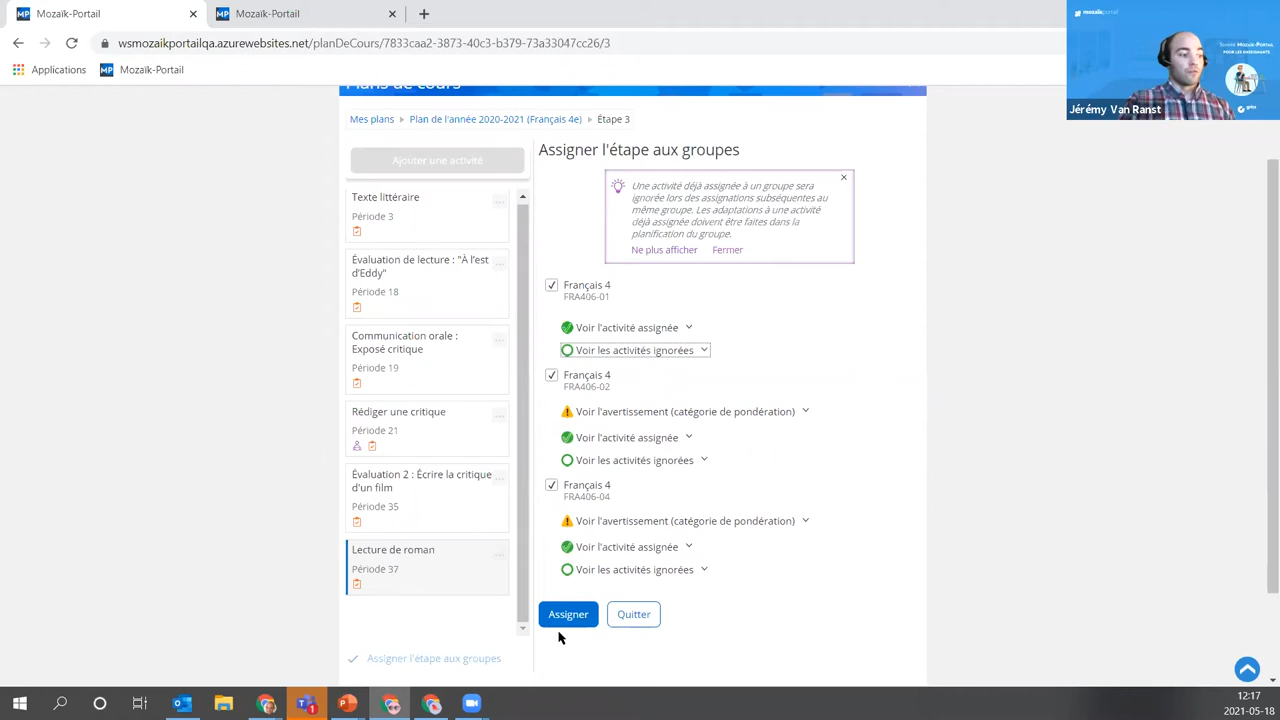 Mozaïk-Portail
Mozaïk-Portail
wsmozaikportailqa.azurewebsites.net/planDeCours/7833caa2-3873-40c3-b379-73a33047cc26/3
Applications
Mozaïk-Portail
mozaïkportail
Jérémy Van Ranst
Plans de cours
Mes plans
Plan de l'année 2020-2021 (Français 4e)
Étape 3
Ajouter une activité
Texte littéraire
Période 3
Évaluation de lecture : "À l'est
d'Eddy"
Période 18
Communication orale :
Exposé critique
Période 19
Rédiger une critique
Période 21
Évaluation 2 : Écrire la critique
d'un film
Période 35
Lecture de roman
Période 37
Assigner l'étape aux groupes
Assigner l'étape aux groupes
Une activité déjà assignée à un groupe sera
ignorée lors des assignations subséquentes au
même groupe. Les adaptations à une activité
déjà assignée doivent être faites dans la
planification du groupe.
Ne plus afficher
Fermer
Français 4
FRA406-01
Voir l'activité assignée
Voir les activités ignorées
Français 4
FRA406-02
Voir l'avertissement (catégorie de pondération)
Voir l'activité assignée
Voir les activités ignorées
Français 4
FRA406-04
Voir l'avertissement (catégorie de pondération)
Voir l'activité assignée
Voir les activités ignorées
Assigner
Quitter
12:17
2021-05-18